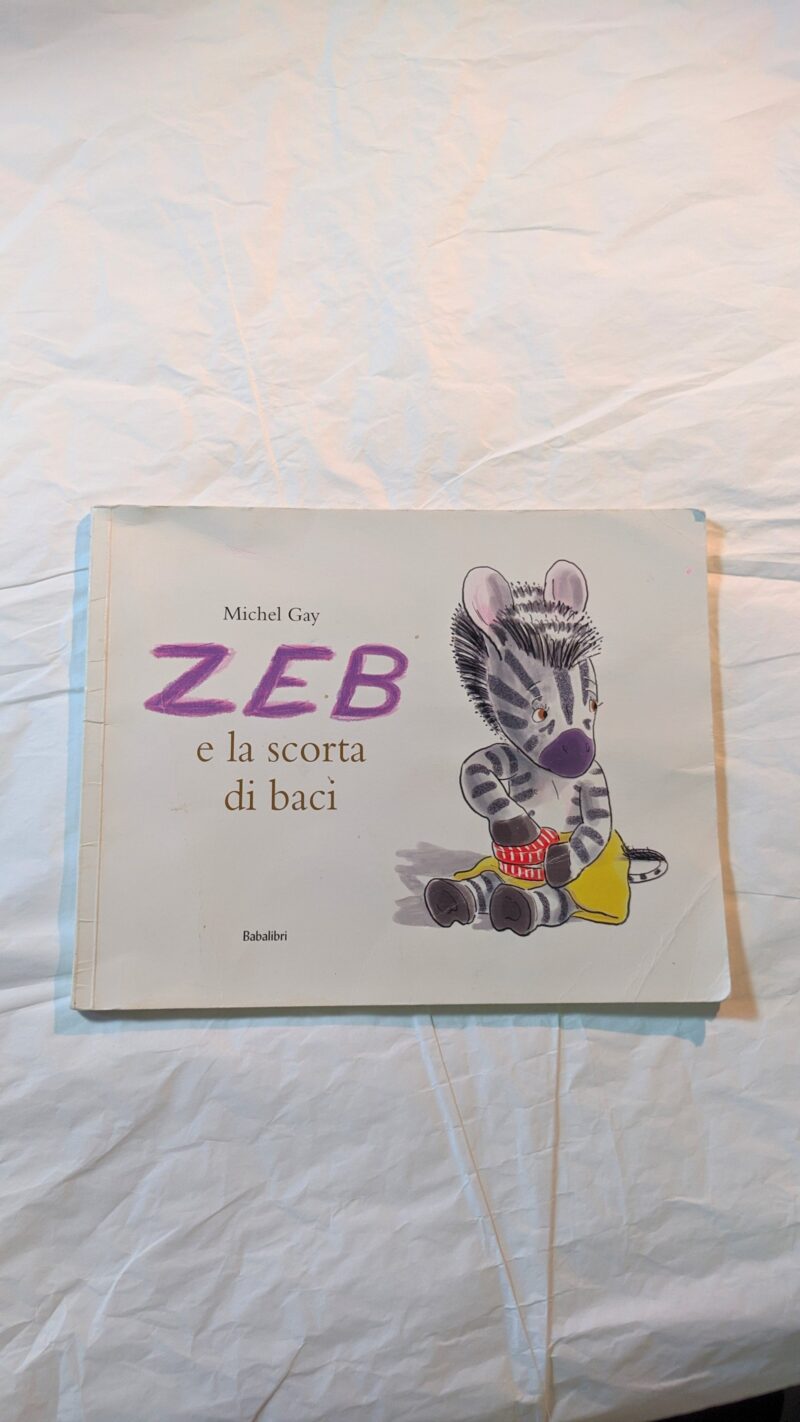 Michel Gay
ZEB
e la scorta
di baci
Babalibri